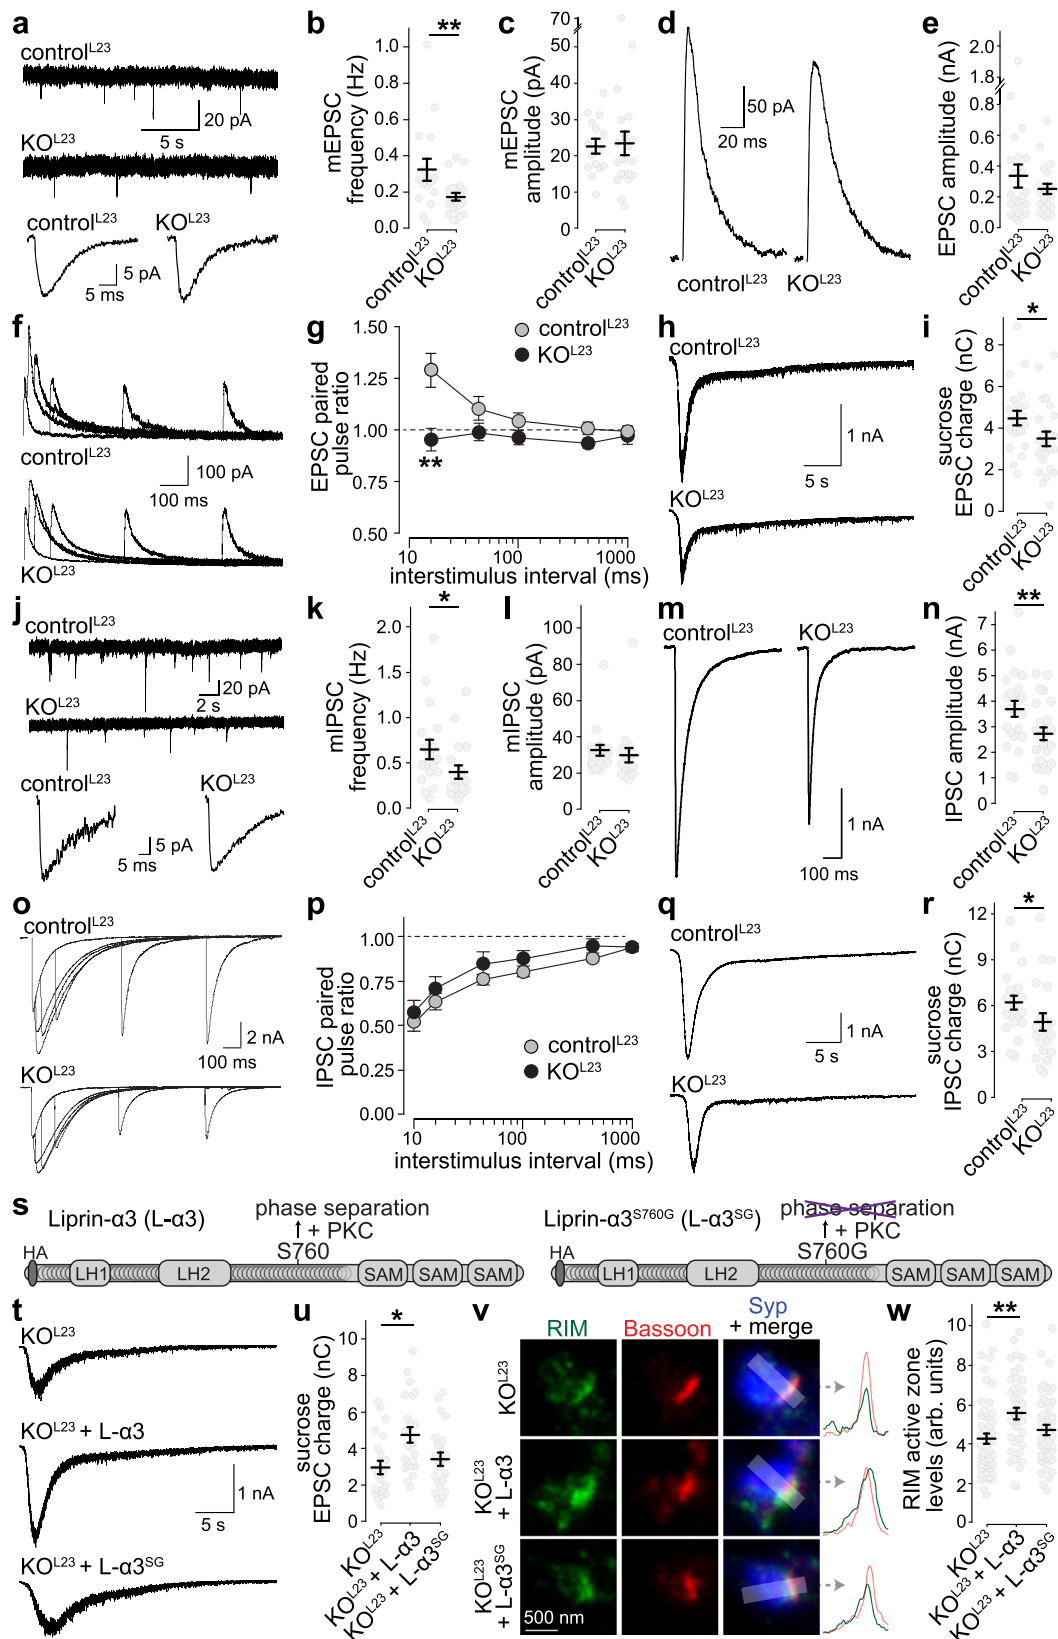 a
control^L23
20 pA
5 s
KO^L23
control^L23
KO^L23
5 pA
5 ms
b
**
mEPSC
frequency (Hz)
1.0
0.8
0.6
0.4
0.2
0.0
control^L23
KO^L23
c
mEPSC
amplitude (pA)
70
50
40
30
20
10
0
control^L23
KO^L23
d
50 pA
20 ms
control^L23
KO^L23
e
EPSC amplitude (nA)
2.0
1.9
0.8
0.6
0.4
0.2
0.0
control^L23
KO^L23
f
control^L23
100 pA
100 ms
KO^L23
g
EPSC paired
pulse ratio
1.50
1.25
1.00
0.75
0.50
control^L23
KO^L23
**
10
100
1000
interstimulus interval (ms)
h
control^L23
1 nA
5 s
KO^L23
i
*
sucrose
EPSC charge (nC)
8
6
4
2
0
control^L23
KO^L23
j
control^L23
20 pA
2 s
KO^L23
control^L23
KO^L23
5 pA
5 ms
k
*
mIPSC
frequency (Hz)
2.0
1.5
1.0
0.5
0.0
control^L23
KO^L23
l
mIPSC
amplitude (pA)
100
80
60
40
20
0
control^L23
KO^L23
m
control^L23
KO^L23
1 nA
100 ms
n
**
IPSC amplitude (nA)
7
6
5
4
3
2
1
0
control^L23
KO^L23
o
control^L23
2 nA
100 ms
KO^L23
p
IPSC paired
pulse ratio
1.00
0.75
0.50
0.25
0.00
control^L23
KO^L23
10
100
1000
interstimulus interval (ms)
q
control^L23
1 nA
5 s
KO^L23
r
*
sucrose
IPSC charge (nC)
12
9
6
3
0
control^L23
KO^L23
s
Liprin-α3 (L-α3)
phase separation
+ PKC
S760
HA
LH1
LH2
SAM
SAM
SAM
Liprin-α3^S760G (L-α3^SG)
phase separation
+ PKC
S760G
HA
LH1
LH2
SAM
SAM
SAM
t
KO^L23
KO^L23 + L-α3
1 nA
5 s
KO^L23 + L-α3^SG
u
*
sucrose
EPSC charge (nC)
10
8
6
4
2
0
KO^L23
KO^L23 + L-α3
KO^L23 + L-α3^SG
v
RIM
Bassoon
Syp
+ merge
KO^L23
KO^L23
+ L-α3
KO^L23
+ L-α3^SG
500 nm
w
**
RIM active zone
levels (arb. units)
10
8
6
4
2
0
KO^L23
KO^L23 + L-α3
KO^L23 + L-α3^SG